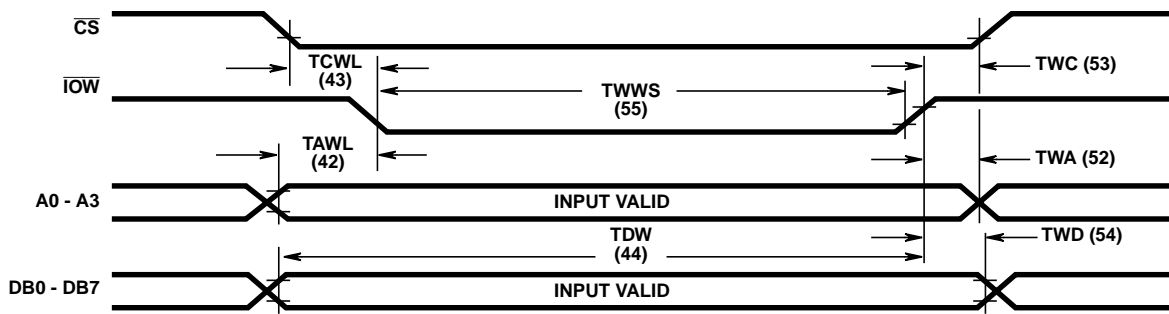 CS
TCWL
(43)
TWC (53)
IOW
TWWS
(55)
TAWL
(42)
TWA (52)
A0 - A3
INPUT VALID
TDW
(44)
TWD (54)
DB0 - DB7
INPUT VALID